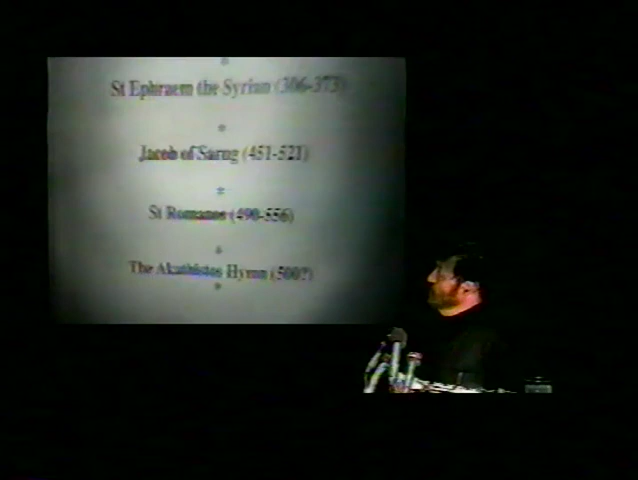 *
St Ephraem the Syrian (306-373)
*
Jacob of Sarug (451-521)
*
St Romanos (490-556)
*
The Akathistos Hymn (500?)
*